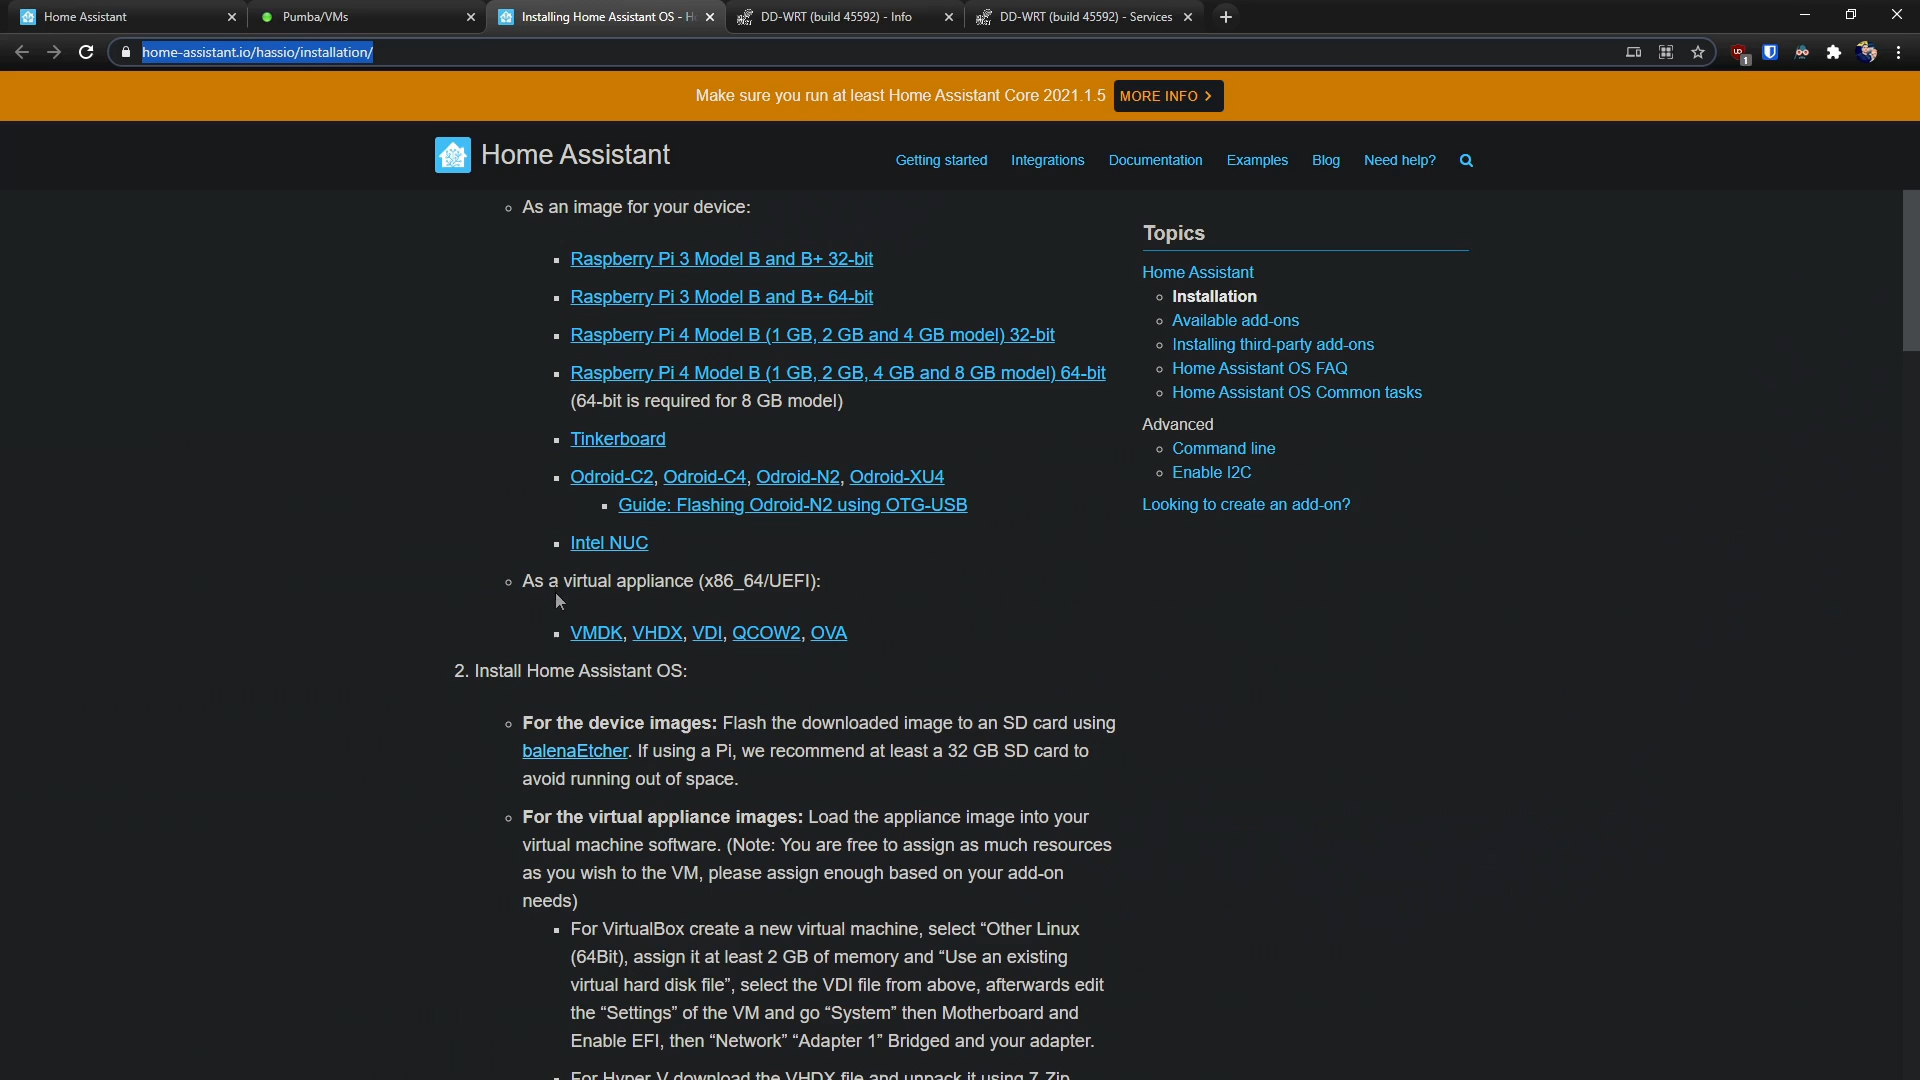 Home Assistant
Pumba/VMs
Installing Home Assistant OS - H
DD-WRT (build 45592) - Info
DD-WRT (build 45592) - Services
home-assistant.io/hassio/installation/
1
Make sure you run at least Home Assistant Core 2021.1.5
MORE INFO >
Home Assistant
Getting started
Integrations
Documentation
Examples
Blog
Need help?
As an image for your device:
Raspberry Pi 3 Model B and B+ 32-bit
Raspberry Pi 3 Model B and B+ 64-bit
Raspberry Pi 4 Model B (1 GB, 2 GB and 4 GB model) 32-bit
Raspberry Pi 4 Model B (1 GB, 2 GB, 4 GB and 8 GB model) 64-bit
(64-bit is required for 8 GB model)
Tinkerboard
Odroid-C2, Odroid-C4, Odroid-N2, Odroid-XU4
Guide: Flashing Odroid-N2 using OTG-USB
Intel NUC
As a virtual appliance (x86_64/UEFI):
VMDK, VHDX, VDI, QCOW2, OVA
2. Install Home Assistant OS:
For the device images: Flash the downloaded image to an SD card using
balenaEtcher. If using a Pi, we recommend at least a 32 GB SD card to
avoid running out of space.
For the virtual appliance images: Load the appliance image into your
virtual machine software. (Note: You are free to assign as much resources
as you wish to the VM, please assign enough based on your add-on
needs)
For VirtualBox create a new virtual machine, select “Other Linux
(64Bit), assign it at least 2 GB of memory and “Use an existing
virtual hard disk file”, select the VDI file from above, afterwards edit
the “Settings” of the VM and go “System” then Motherboard and
Enable EFI, then “Network” “Adapter 1” Bridged and your adapter.
For Hyper-V download the VHDX file and unpack it using 7-Zip
Topics
Home Assistant
Installation
Available add-ons
Installing third-party add-ons
Home Assistant OS FAQ
Home Assistant OS Common tasks
Advanced
Command line
Enable I2C
Looking to create an add-on?